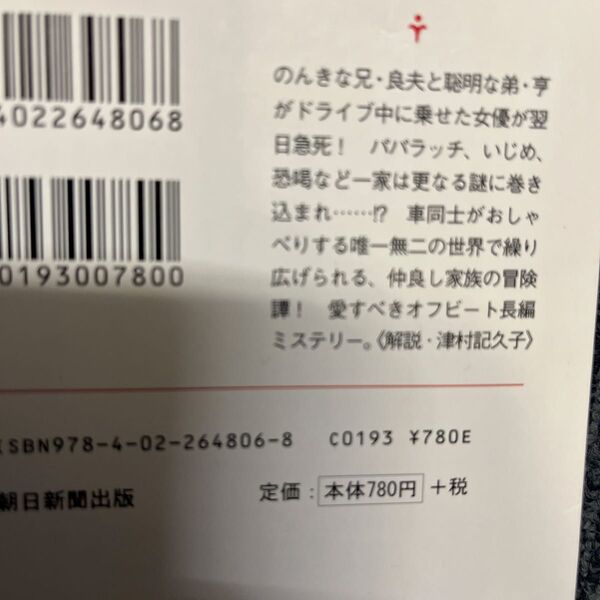 4022648068
0193007800
のんきな兄・良夫と聡明な弟・亨
がドライブ中に乗せた女優が翌
日急死！　パパラッチ、いじめ、
恐喝など一家は更なる謎に巻き
込まれ……!?　車同士がおしゃ
べりする唯一無二の世界で繰り
広げられる、仲良し家族の冒険
譚！　愛すべきオフビート長編
ミステリー。《解説・津村記久子》
ISBN978-4-02-264806-8　C0193 ¥780E
朝日新聞出版
定価：本体780円＋税